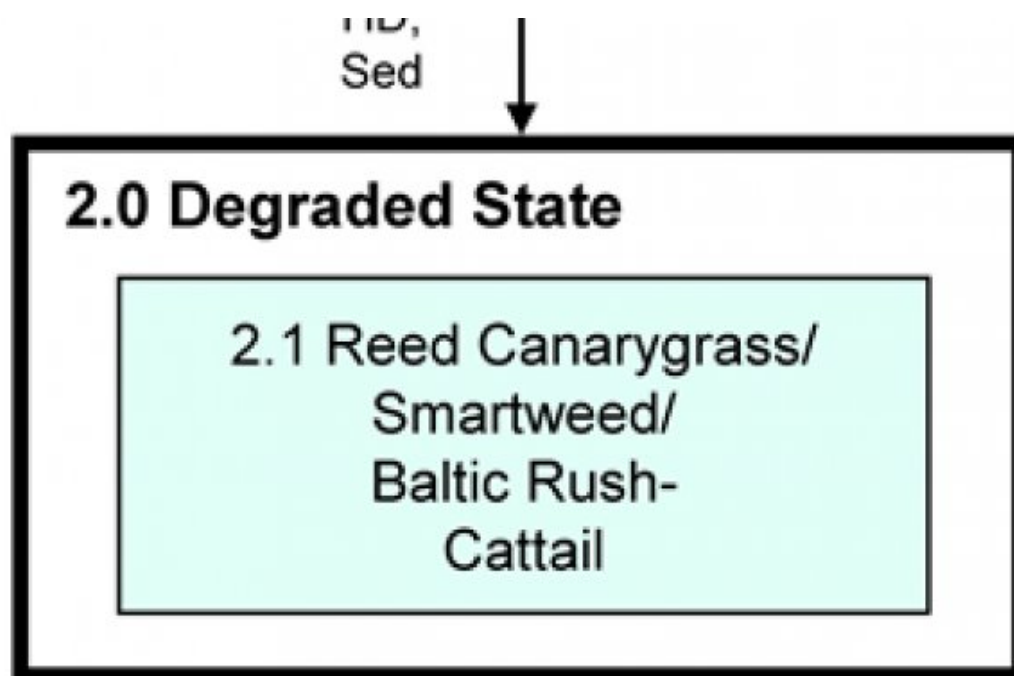 Sed
2.0 Degraded State
2.1 Reed Canarygrass/
Smartweed/
Baltic Rush-
Cattail